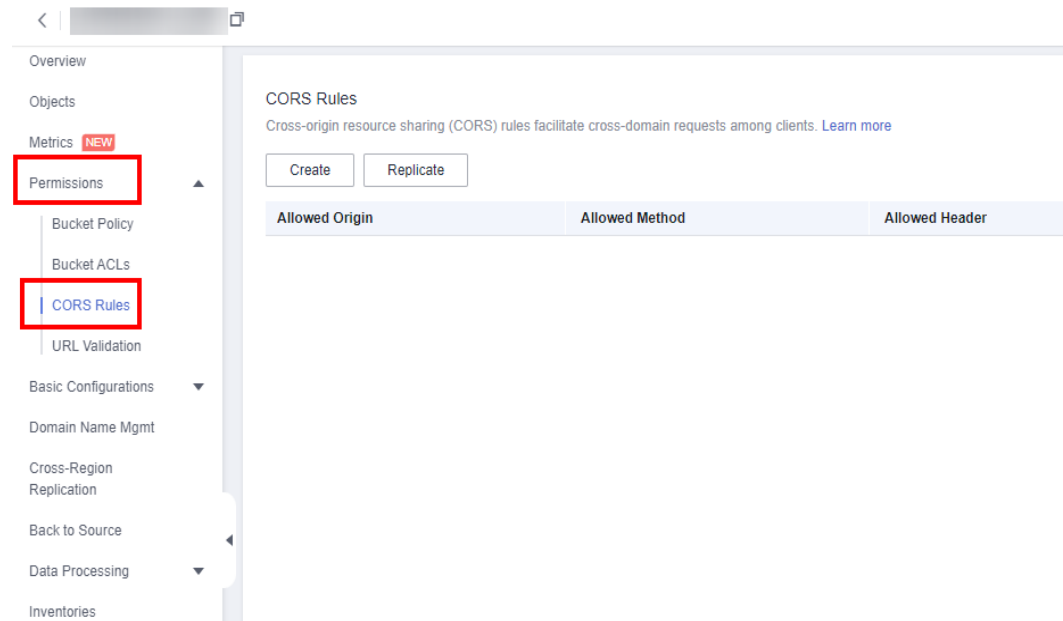 Overview
Objects
Metrics NEW
Permissions
Bucket Policy
Bucket ACLs
CORS Rules
URL Validation
Basic Configurations
Domain Name Mgmt
Cross-Region
Replication
Back to Source
Data Processing
Inventories
CORS Rules
Cross-origin resource sharing (CORS) rules facilitate cross-domain requests among clients. Learn more
Create Replicate
Allowed Origin Allowed Method Allowed Header